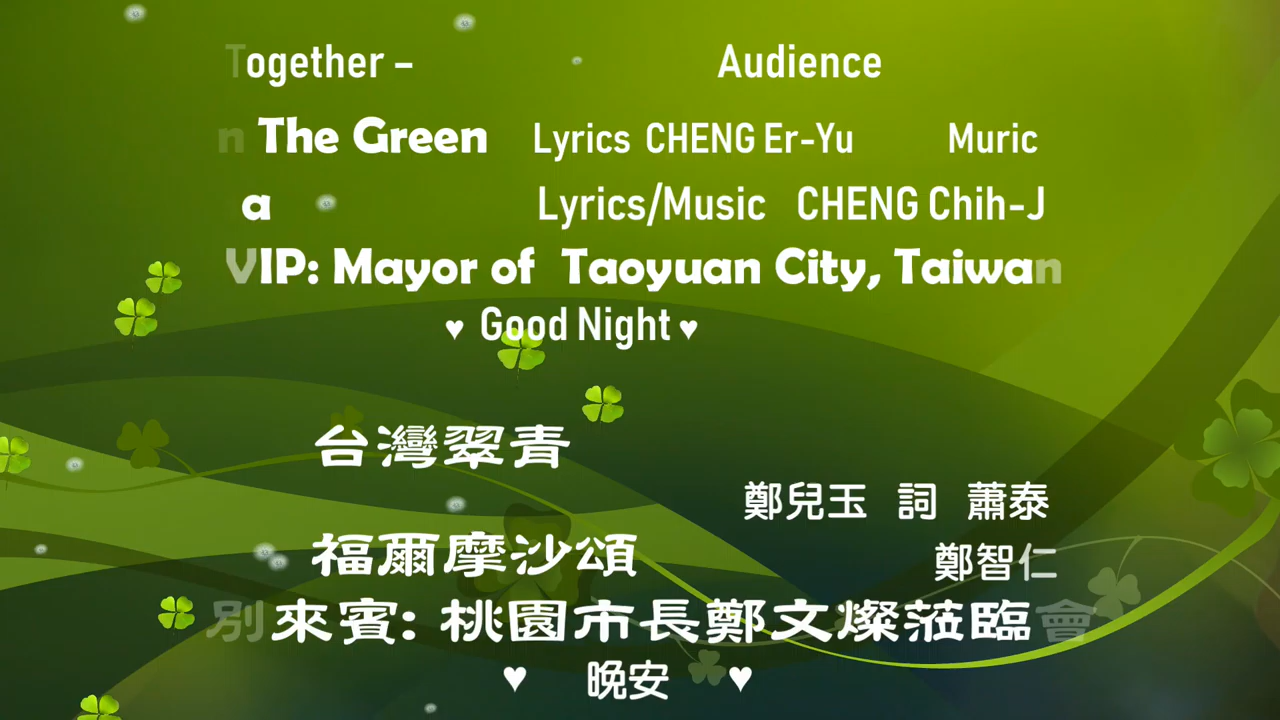 Together – Audience
n The Green Lyrics CHENG Er-Yu Muric
a Lyrics/Music CHENG Chih-J
VIP: Mayor of Taoyuan City, Taiwan
♥ Good Night ♥
台灣翠青
鄭兒玉 詞 蕭泰
福爾摩沙頌 鄭智仁
別來賓: 桃園市長鄭文燦蒞臨會
♥ 晚安 ♥